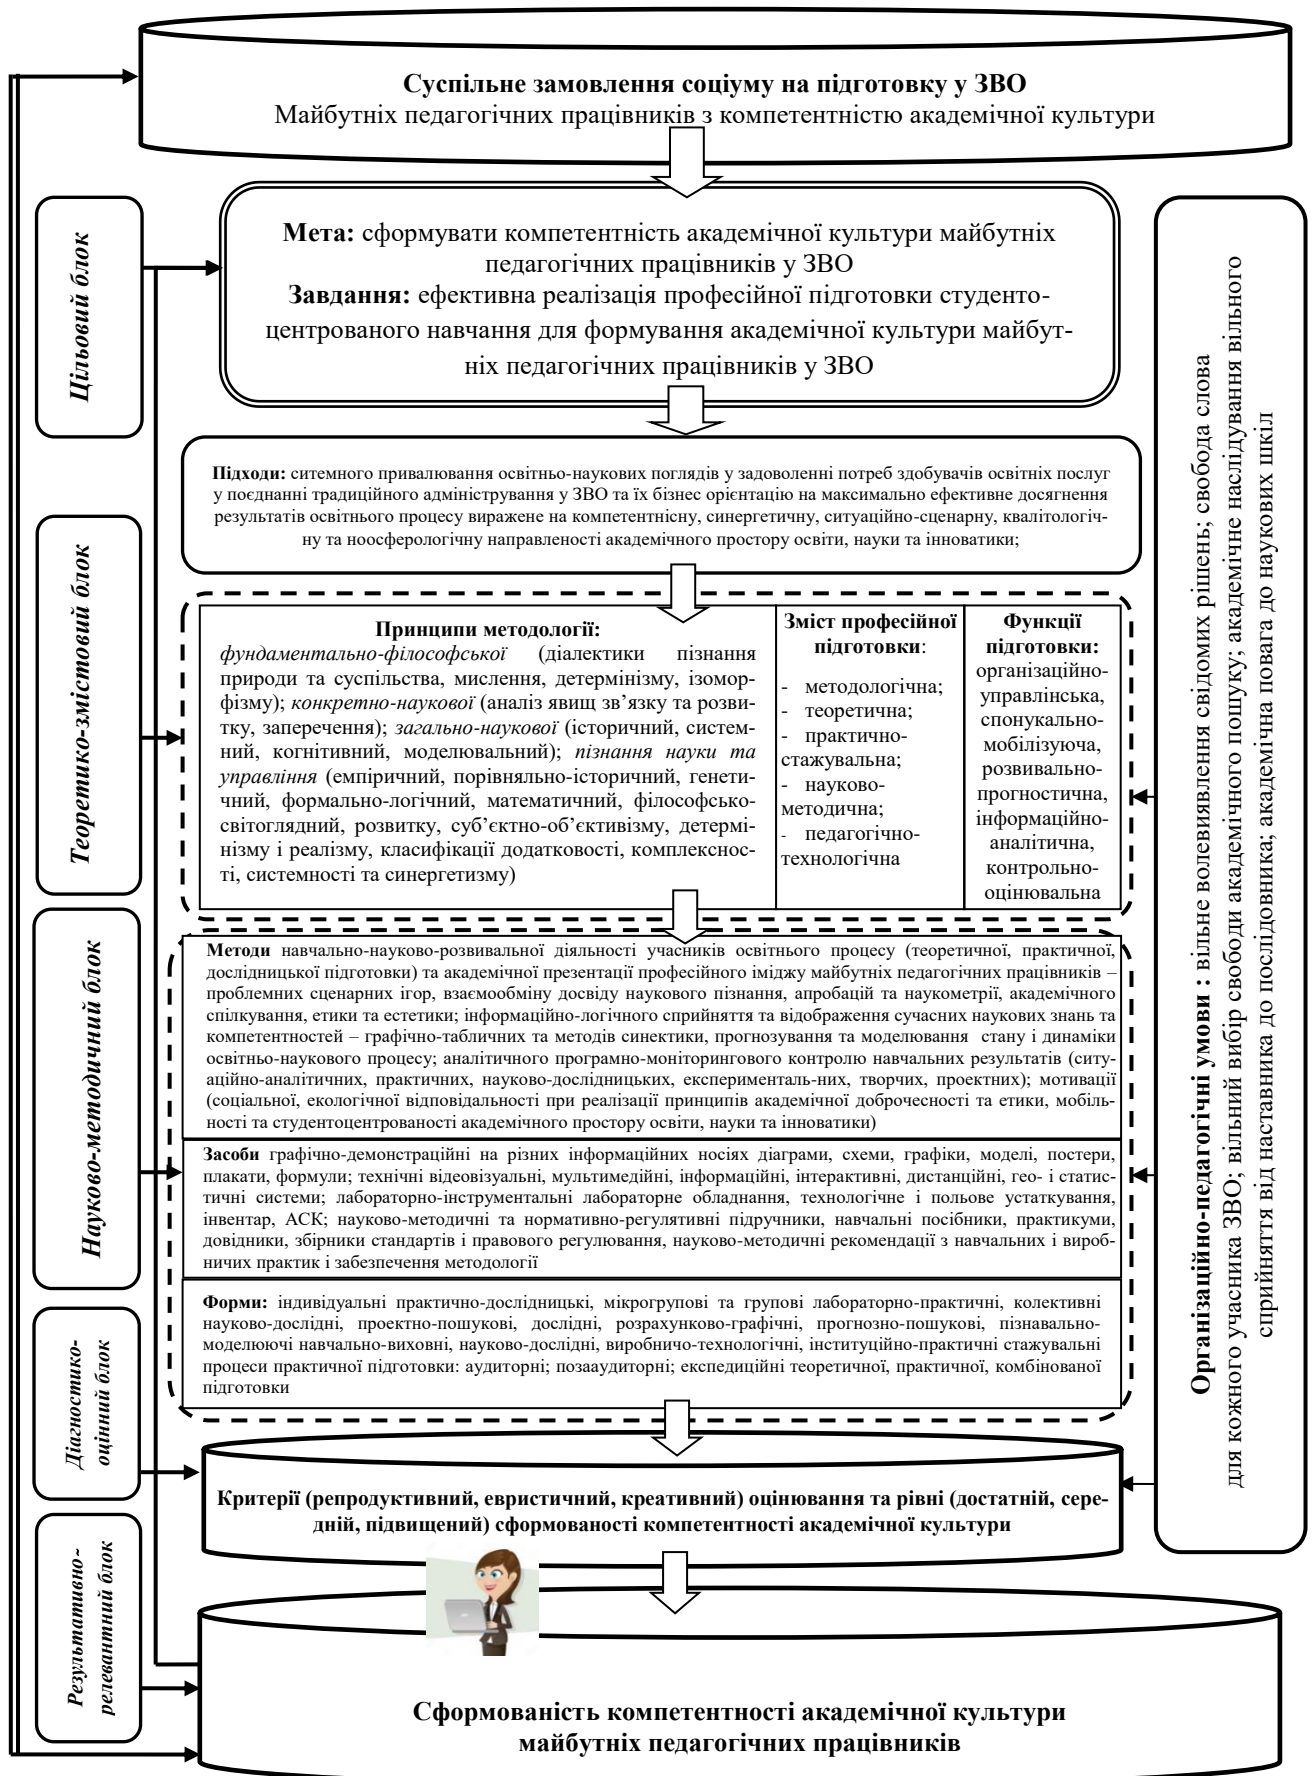 Суспільне замовлення соціуму на підготовку у ЗВО
Майбутніх педагогічних працівників з компетентністю академічної культури
Цільовий блок
Мета: сформувати компетентність академічної культури майбутніх
педагогічних працівників у ЗВО
Завдання: ефективна реалізація професійної підготовки студенто-
центрованого навчання для формування академічної культури майбут-
ніх педагогічних працівників у ЗВО
Теоретико-змістовий блок
Підходи: ситемного привалювання освітньо-наукових поглядів у задоволенні потреб здобувачів освітніх послуг
у поєднанні традиційного адміністрування у ЗВО та їх бізнес орієнтацію на максимально ефективне досягнення
результатів освітнього процесу виражене на компетентнісну, синергетичну, ситуаційно-сценарну, квалітологіч-
ну та ноосферологічну направленості академічного простору освіти, науки та інноватики;
Принципи методології:
фундаментально-філософської (діалектики пізнання
природи та суспільства, мислення, детермінізму, ізомор-
фізму); конкретно-наукової (аналіз явищ зв’язку та розви-
тку, заперечення); загально-наукової (історичний, систем-
ний, когнітивний, моделювальний); пізнання науки та
управління (емпіричний, порівняльно-історичний, генети-
чний, формально-логічний, математичний, філософсько-
світоглядний, розвитку, суб’єктно-об’єктивізму, детермі-
нізму і реалізму, класифікації додатковості, комплекснос-
ті, системності та синергетизму)
Зміст професійної
підготовки:
- методологічна;
- теоретична;
- практично-
стажувальна;
- науково-
методична;
- педагогічно-
технологічна
Функції
підготовки:
організаційно-
управлінська,
спонукально-
мобілізуюча,
розвивально-
прогностична,
інформаційно-
аналітична,
контрольно-
оцінювальна
Науково-методичний блок
Методи навчально-науково-розвивальної діяльності учасників освітнього процесу (теоретичної, практичної,
дослідницької підготовки) та академічної презентації професійного іміджу майбутніх педагогічних працівників –
проблемних сценарних ігор, взаємообміну досвіду наукового пізнання, апробацій та наукометрії, академічного
спілкування, етики та естетики; інформаційно-логічного сприйняття та відображення сучасних наукових знань та
компетентностей – графічно-табличних та методів синектики, прогнозування та моделювання стану і динаміки
освітньо-наукового процесу; аналітичного програмно-моніторингового контролю навчальних результатів (ситу-
аційно-аналітичних, практичних, науково-дослідницьких, експерименталь-них, творчих, проектних); мотивації
(соціальної, екологічної відповідальності при реалізації принципів академічної доброчесності та етики, мобіль-
ності та студентоцентрованості академічного простору освіти, науки та інноватики)
Засоби графічно-демонстраційні на різних інформаційних носіях діаграми, схеми, графіки, моделі, постери,
плакати, формули; технічні відеовізуальні, мультимедійні, інформаційні, інтерактивні, дистанційні, гео- і статис-
тичні системи; лабораторно-інструментальні лабораторне обладнання, технологічне і польове устаткування,
інвентар, АСК; науково-методичні та нормативно-регулятивні підручники, навчальні посібники, практикуми,
довідники, збірники стандартів і правового регулювання, науково-методичні рекомендації з навчальних і вироб-
ничих практик і забезпечення методології
Форми: індивідуальні практично-дослідницькі, мікрогрупові та групові лабораторно-практичні, колективні
науково-дослідні, проектно-пошукові, дослідні, розрахунково-графічні, прогнозно-пошукові, пізнавально-
моделюючі навчально-виховні, науково-дослідні, виробничо-технологічні, інституційно-практичні стажувальні
процеси практичної підготовки: аудиторні; позааудиторні; експедиційні теоретичної, практичної, комбінованої
підготовки
Діагностико-
оцінний блок
Критерії (репродуктивний, евристичний, креативний) оцінювання та рівні (достатній, сере-
дній, підвищений) сформованості компетентності академічної культури
Результативно-
релевантний блок
Сформованість компетентності академічної культури
майбутніх педагогічних працівників
Організаційно-педагогічні умови : вільне волевиявлення свідомих рішень; свобода слова
для кожного учасника ЗВО; вільний вибір свободи академічного пошуку; академічне наслідування вільного
сприйняття від наставника до послідовника; академічна повага до наукових шкіл